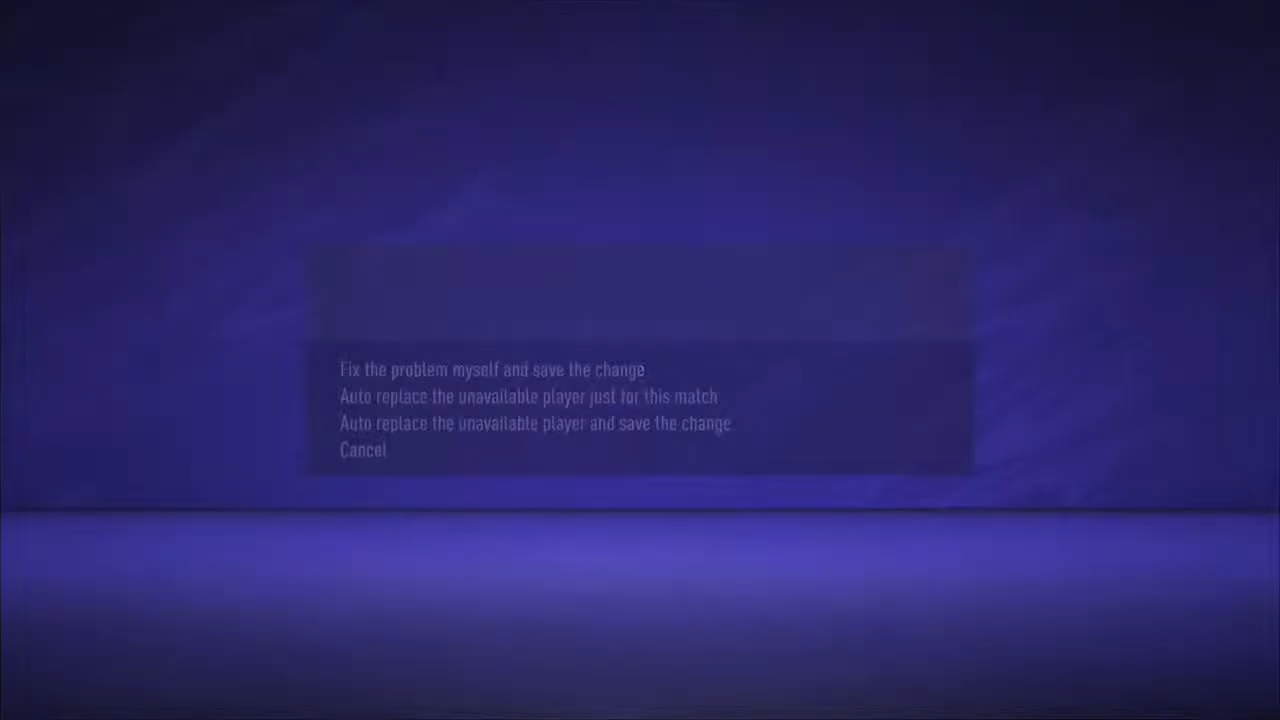 Fix the problem myself and save the change
Auto replace the unavailable player just for this match
Auto replace the unavailable player and save the change
Cancel